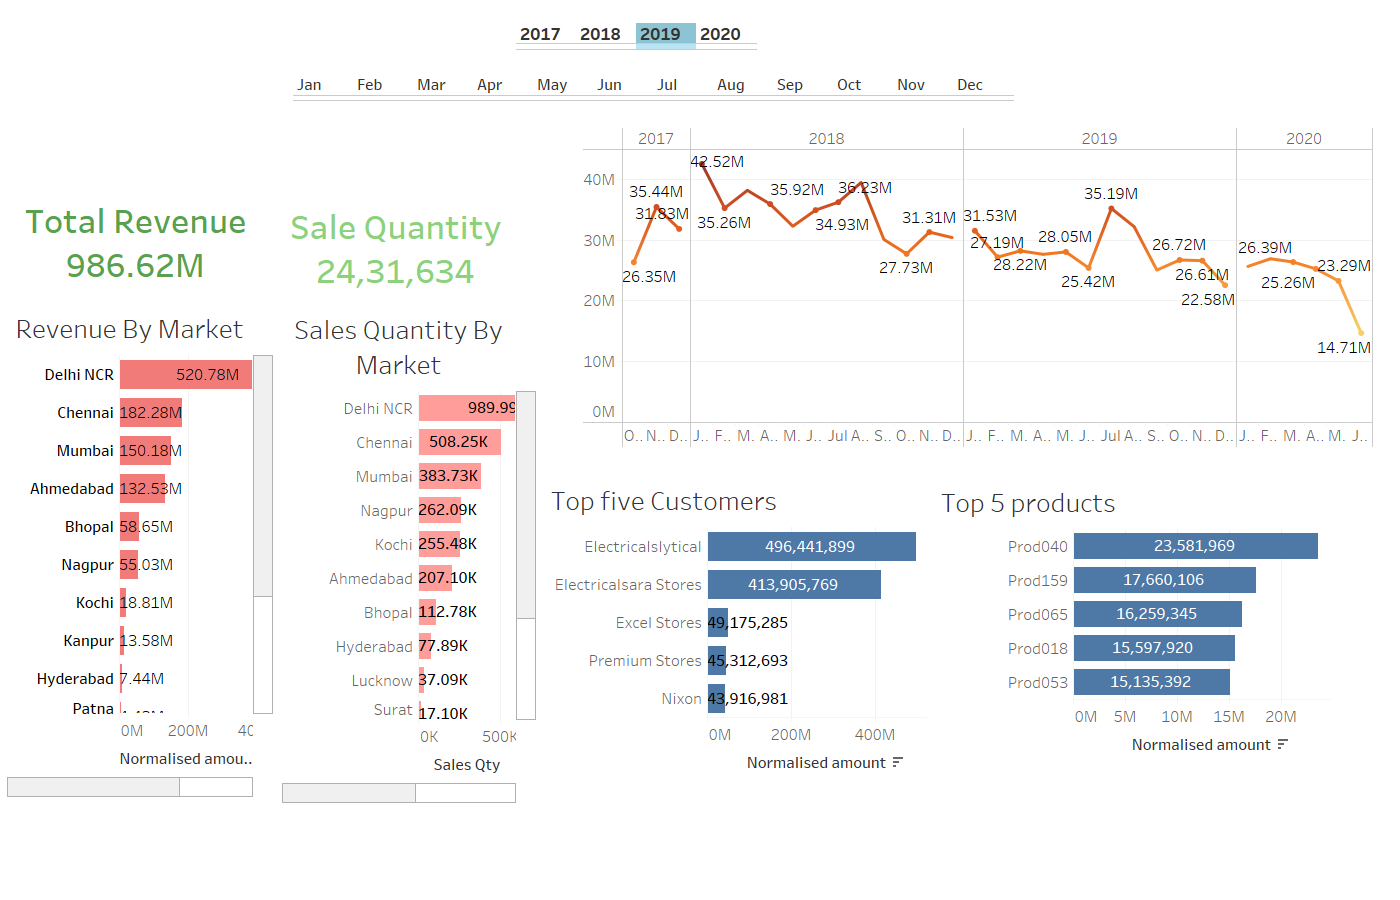 2017 2018 2019 2020
Jan Feb Mar Apr May Jun Jul Aug Sep Oct Nov Dec
Total Revenue
986.62M
Sale Quantity
24,31,634
2017 2018 2019 2020
40M
30M
20M
10M
0M
26.35M
35.44M
31.83M
42.52M
35.26M
35.92M
34.93M
36.23M
27.73M
31.31M
31.53M
27.19M
28.22M
28.05M
25.42M
35.19M
26.72M
26.61M
22.58M
26.39M
25.26M
23.29M
14.71M
O.. N.. D.. J.. F.. M. A.. M. J.. Jul A.. S.. O.. N.. D.. J.. F.. M. A.. M. J.. Jul A.. S.. O.. N.. D.. J.. F.. M. A.. M. J..
Revenue By Market
Delhi NCR 520.78M
Chennai 182.28M
Mumbai 150.18M
Ahmedabad 132.53M
Bhopal 58.65M
Nagpur 55.03M
Kochi 18.81M
Kanpur 13.58M
Hyderabad 7.44M
Patna
0M 200M 40
Normalised amou..
Sales Quantity By
Market
Delhi NCR 989.99
Chennai 508.25K
Mumbai 383.73K
Nagpur 262.09K
Kochi 255.48K
Ahmedabad 207.10K
Bhopal 112.78K
Hyderabad 77.89K
Lucknow 37.09K
Surat 17.10K
0K 500K
Sales Qty
Top five Customers
Electricalslytical 496,441,899
Electricalsara Stores 413,905,769
Excel Stores 49,175,285
Premium Stores 45,312,693
Nixon 43,916,981
0M 200M 400M
Normalised amount
Top 5 products
Prod040 23,581,969
Prod159 17,660,106
Prod065 16,259,345
Prod018 15,597,920
Prod053 15,135,392
0M 5M 10M 15M 20M
Normalised amount